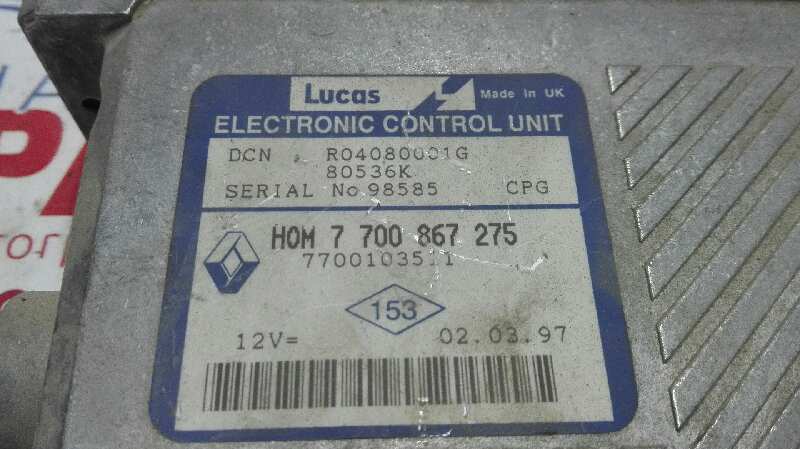 Lucas Made in UK
ELECTRONIC CONTROL UNIT
DCN R04080001G
80536K
SERIAL No. 98585 CPG
HOM 7 700 867 275
7700103511
153
12V= 02.03.97